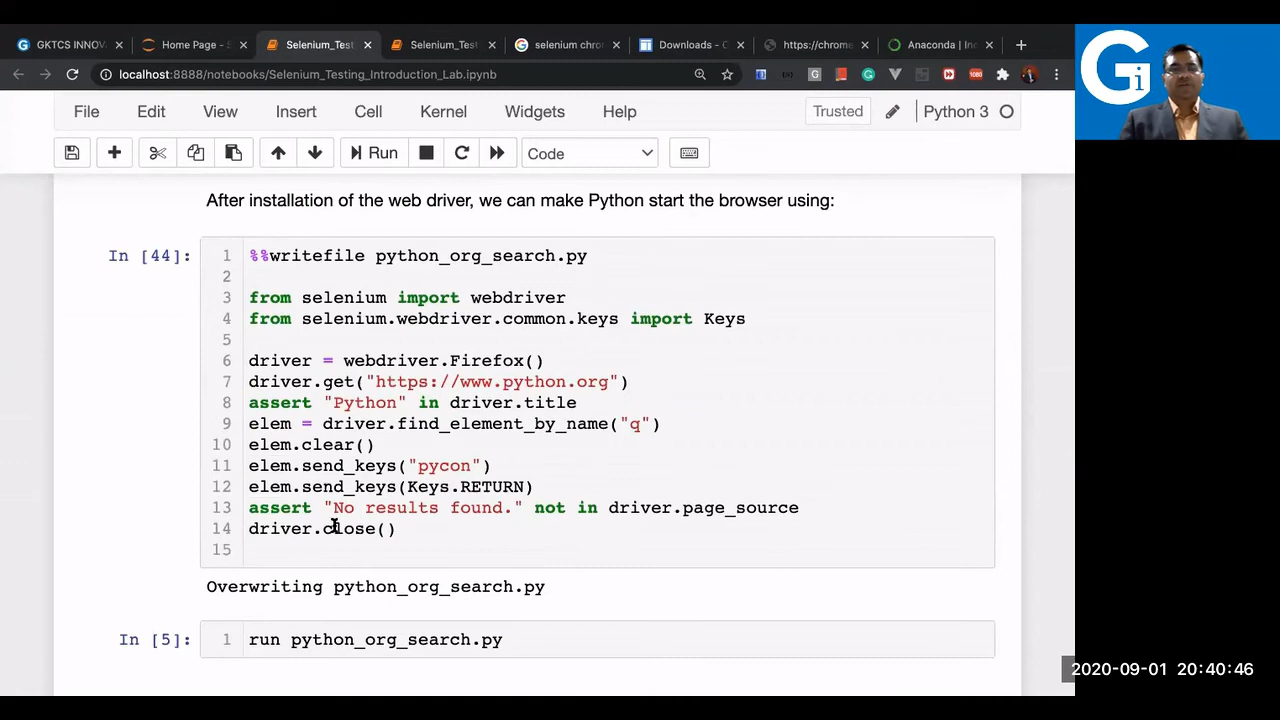 GKTCS INNOV
Home Page - S
Selenium_Test
Selenium_Test
selenium chro
Downloads - C
https://chrome
Anaconda | Ind
localhost:8888/notebooks/Selenium_Testing_Introduction_Lab.ipynb
File Edit View Insert Cell Kernel Widgets Help
Trusted
Python 3
Run
Code
After installation of the web driver, we can make Python start the browser using:
In [44]:
1 %%writefile python_org_search.py
2
3 from selenium import webdriver
4 from selenium.webdriver.common.keys import Keys
5
6 driver = webdriver.Firefox()
7 driver.get("https://www.python.org")
8 assert "Python" in driver.title
9 elem = driver.find_element_by_name("q")
10 elem.clear()
11 elem.send_keys("pycon")
12 elem.send_keys(Keys.RETURN)
13 assert "No results found." not in driver.page_source
14 driver.close()
15
Overwriting python_org_search.py
In [5]:
1 run python_org_search.py
Gi
2020-09-01 20:40:46